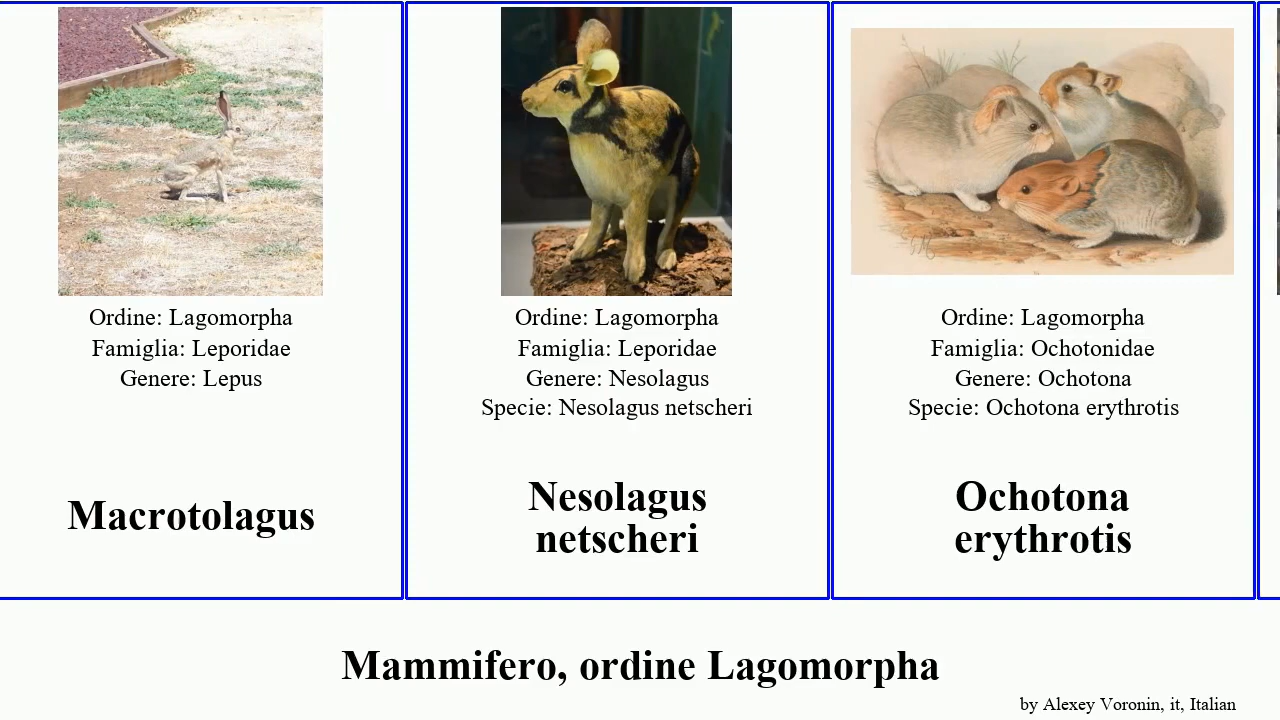 Ordine: Lagomorpha
Famiglia: Leporidae
Genere: Lepus
Macrotolagus
Ordine: Lagomorpha
Famiglia: Leporidae
Genere: Nesolagus
Specie: Nesolagus netscheri
Nesolagus
netscheri
Ordine: Lagomorpha
Famiglia: Ochotonidae
Genere: Ochotona
Specie: Ochotona erythrotis
Ochotona
erythrotis
Mammifero, ordine Lagomorpha
by Alexey Voronin, it, Italian